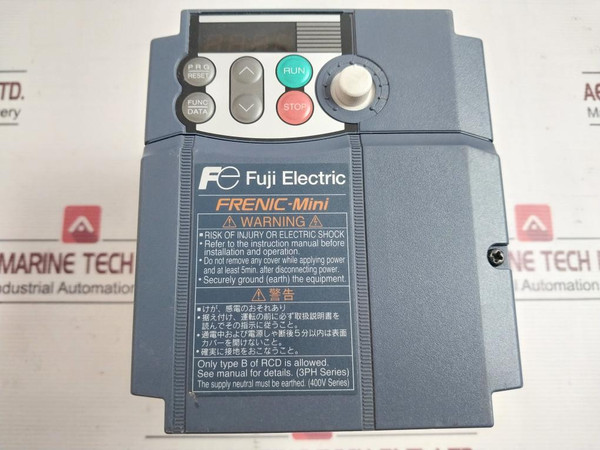 PRG
RESET
RUN
FUNC
DATA
STOP
Fe Fuji Electric
FRENIC-Mini
⚠ WARNING ⚠
■ RISK OF INJURY OR ELECTRIC SHOCK
• Refer to the instruction manual before
installation and operation.
• Do not remove any cover while applying power
and at least 5min. after disconnecting power.
• Securely ground (earth) the equipment.
⚠ 警告
■ けが、感電のおそれあり
• 据え付け、運転の前に必ず取扱説明書を
読んでその指示に従うこと。
• 通電中および電源しゃ断後5分以内は表面
カバーを開けないこと。
• 確実に接地をおこなうこと。
Only type B of RCD is allowed.
See manual for details. (3PH Series)
The supply neutral must be earthed. (400V Series)
LTD.
MARINE TECH
Industrial Automation